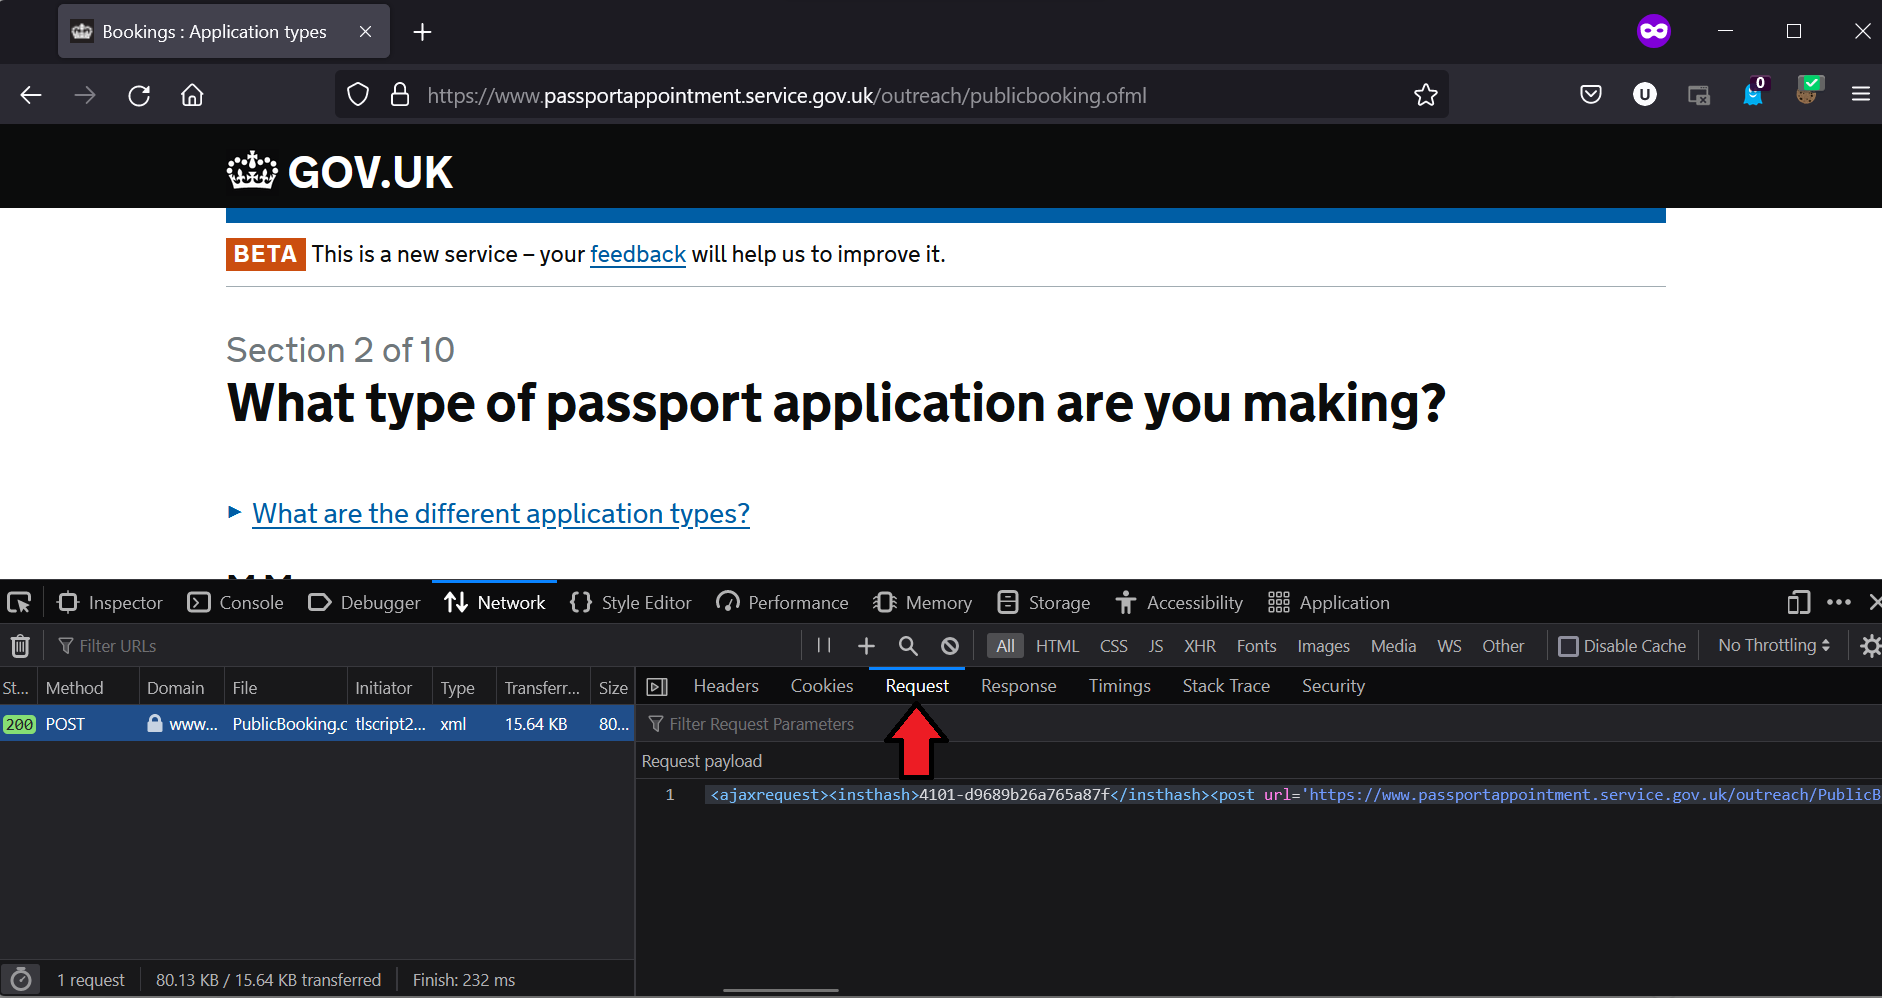 Bookings : Application types
https://www.passportappointment.service.gov.uk/outreach/publicbooking.ofml
0
GOV.UK
BETA This is a new service – your feedback will help us to improve it.
Section 2 of 10
What type of passport application are you making?
What are the different application types?
Inspector Console Debugger Network Style Editor Performance Memory Storage Accessibility Application
Filter URLs
All HTML CSS JS XHR Fonts Images Media WS Other Disable Cache No Throttling
St... Method Domain File Initiator Type Transferr... Size
200 POST www... PublicBooking.c tlscript2... xml 15.64 KB 80...
Headers Cookies Request Response Timings Stack Trace Security
Filter Request Parameters
Request payload
1 <ajaxrequest><insthash>4101-d9689b26a765a87f</insthash><post url='https://www.passportappointment.service.gov.uk/outreach/PublicB
1 request 80.13 KB / 15.64 KB transferred Finish: 232 ms